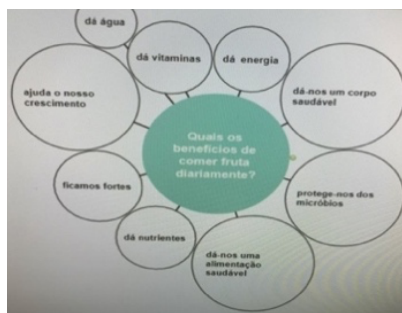 dá água
dá vitaminas
dá energia
ajuda o nosso
crescimento
dá-nos um corpo
saudável
Quais os
benefícios de
comer fruta
diariamente?
ficamos fortes
protege-nos dos
micróbios
dá nutrientes
dá-nos uma
alimentação
saudável